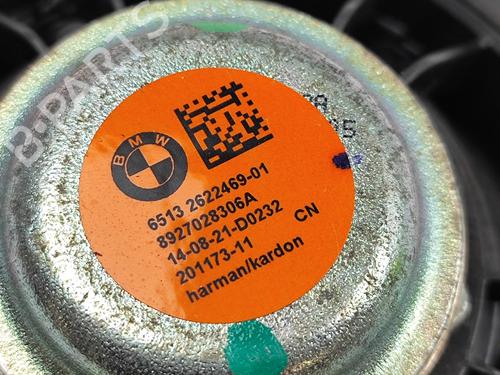 B-PARTS
BMW
6513 2622469-01
8927028306A
14-08-21-D0232
201173-11 CN
harman/kardon